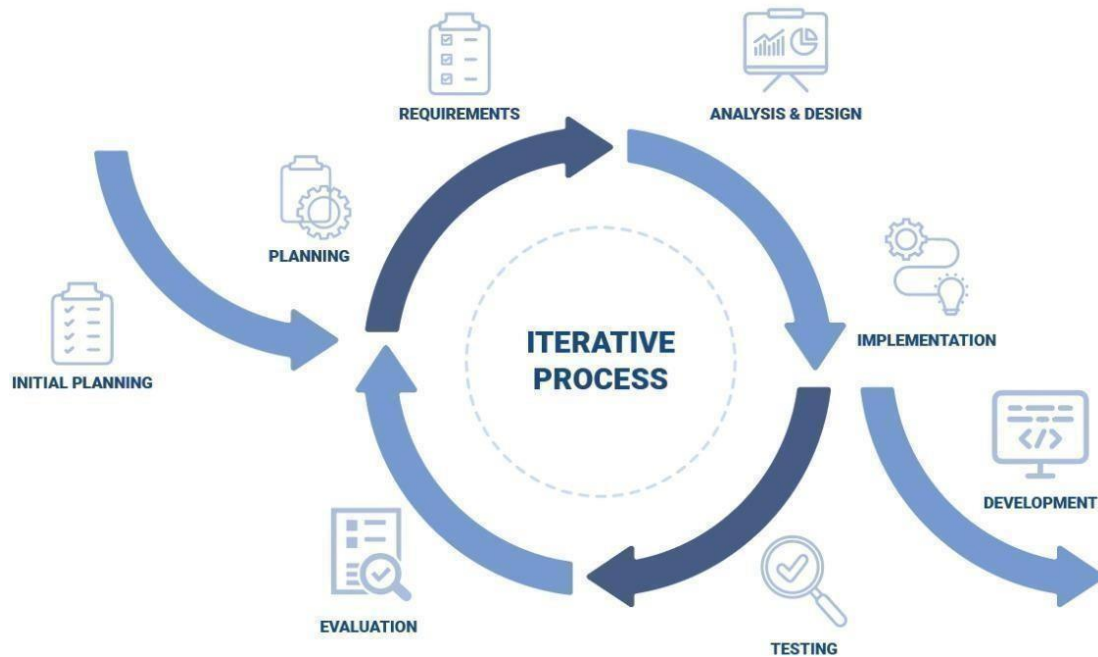 REQUIREMENTS
ANALYSIS & DESIGN
PLANNING
INITIAL PLANNING
ITERATIVE
PROCESS
IMPLEMENTATION
DEVELOPMENT
EVALUATION
TESTING